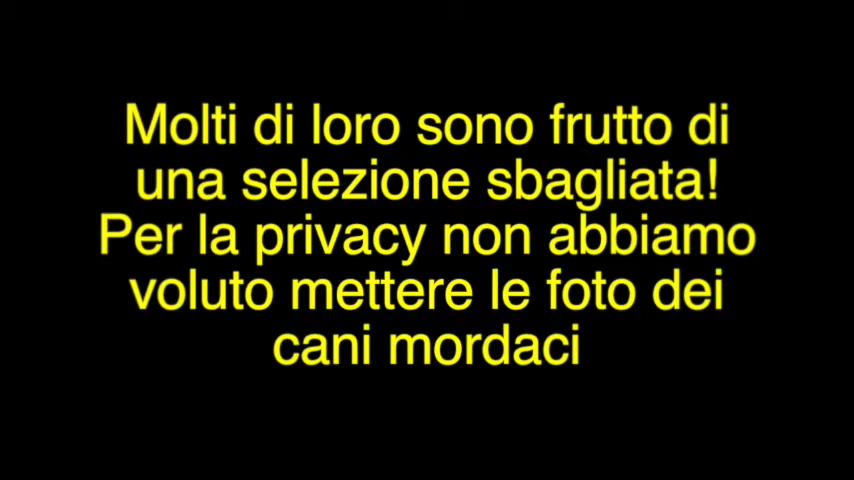 Molti di loro sono frutto di
una selezione sbagliata!
Per la privacy non abbiamo
voluto mettere le foto dei
cani mordaci